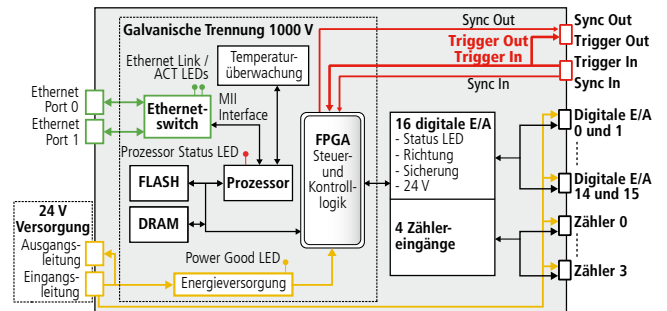 Galvanische Trennung 1000 V
Sync Out
Sync Out
Trigger Out
Trigger Out
Trigger In
Trigger In
Sync In
Sync In
Ethernet Link /
ACT LEDs
Temperatur-
überwachung
Ethernet
Port 0
Ethernet
Port 1
Ethernet-
switch
MII
Interface
Prozessor Status LED
FLASH
Prozessor
DRAM
FPGA
Steuer-
und
Kontroll-
logik
16 digitale E/A
- Status LED
- Richtung
- Sicherung
- 24 V
4 Zähler-
eingänge
Digitale E/A
0 und 1
Digitale E/A
14 und 15
Zähler 0
Zähler 3
24 V
Versorgung
Ausgangs-
leitung
Eingangs-
leitung
Power Good LED
Energieversorgung